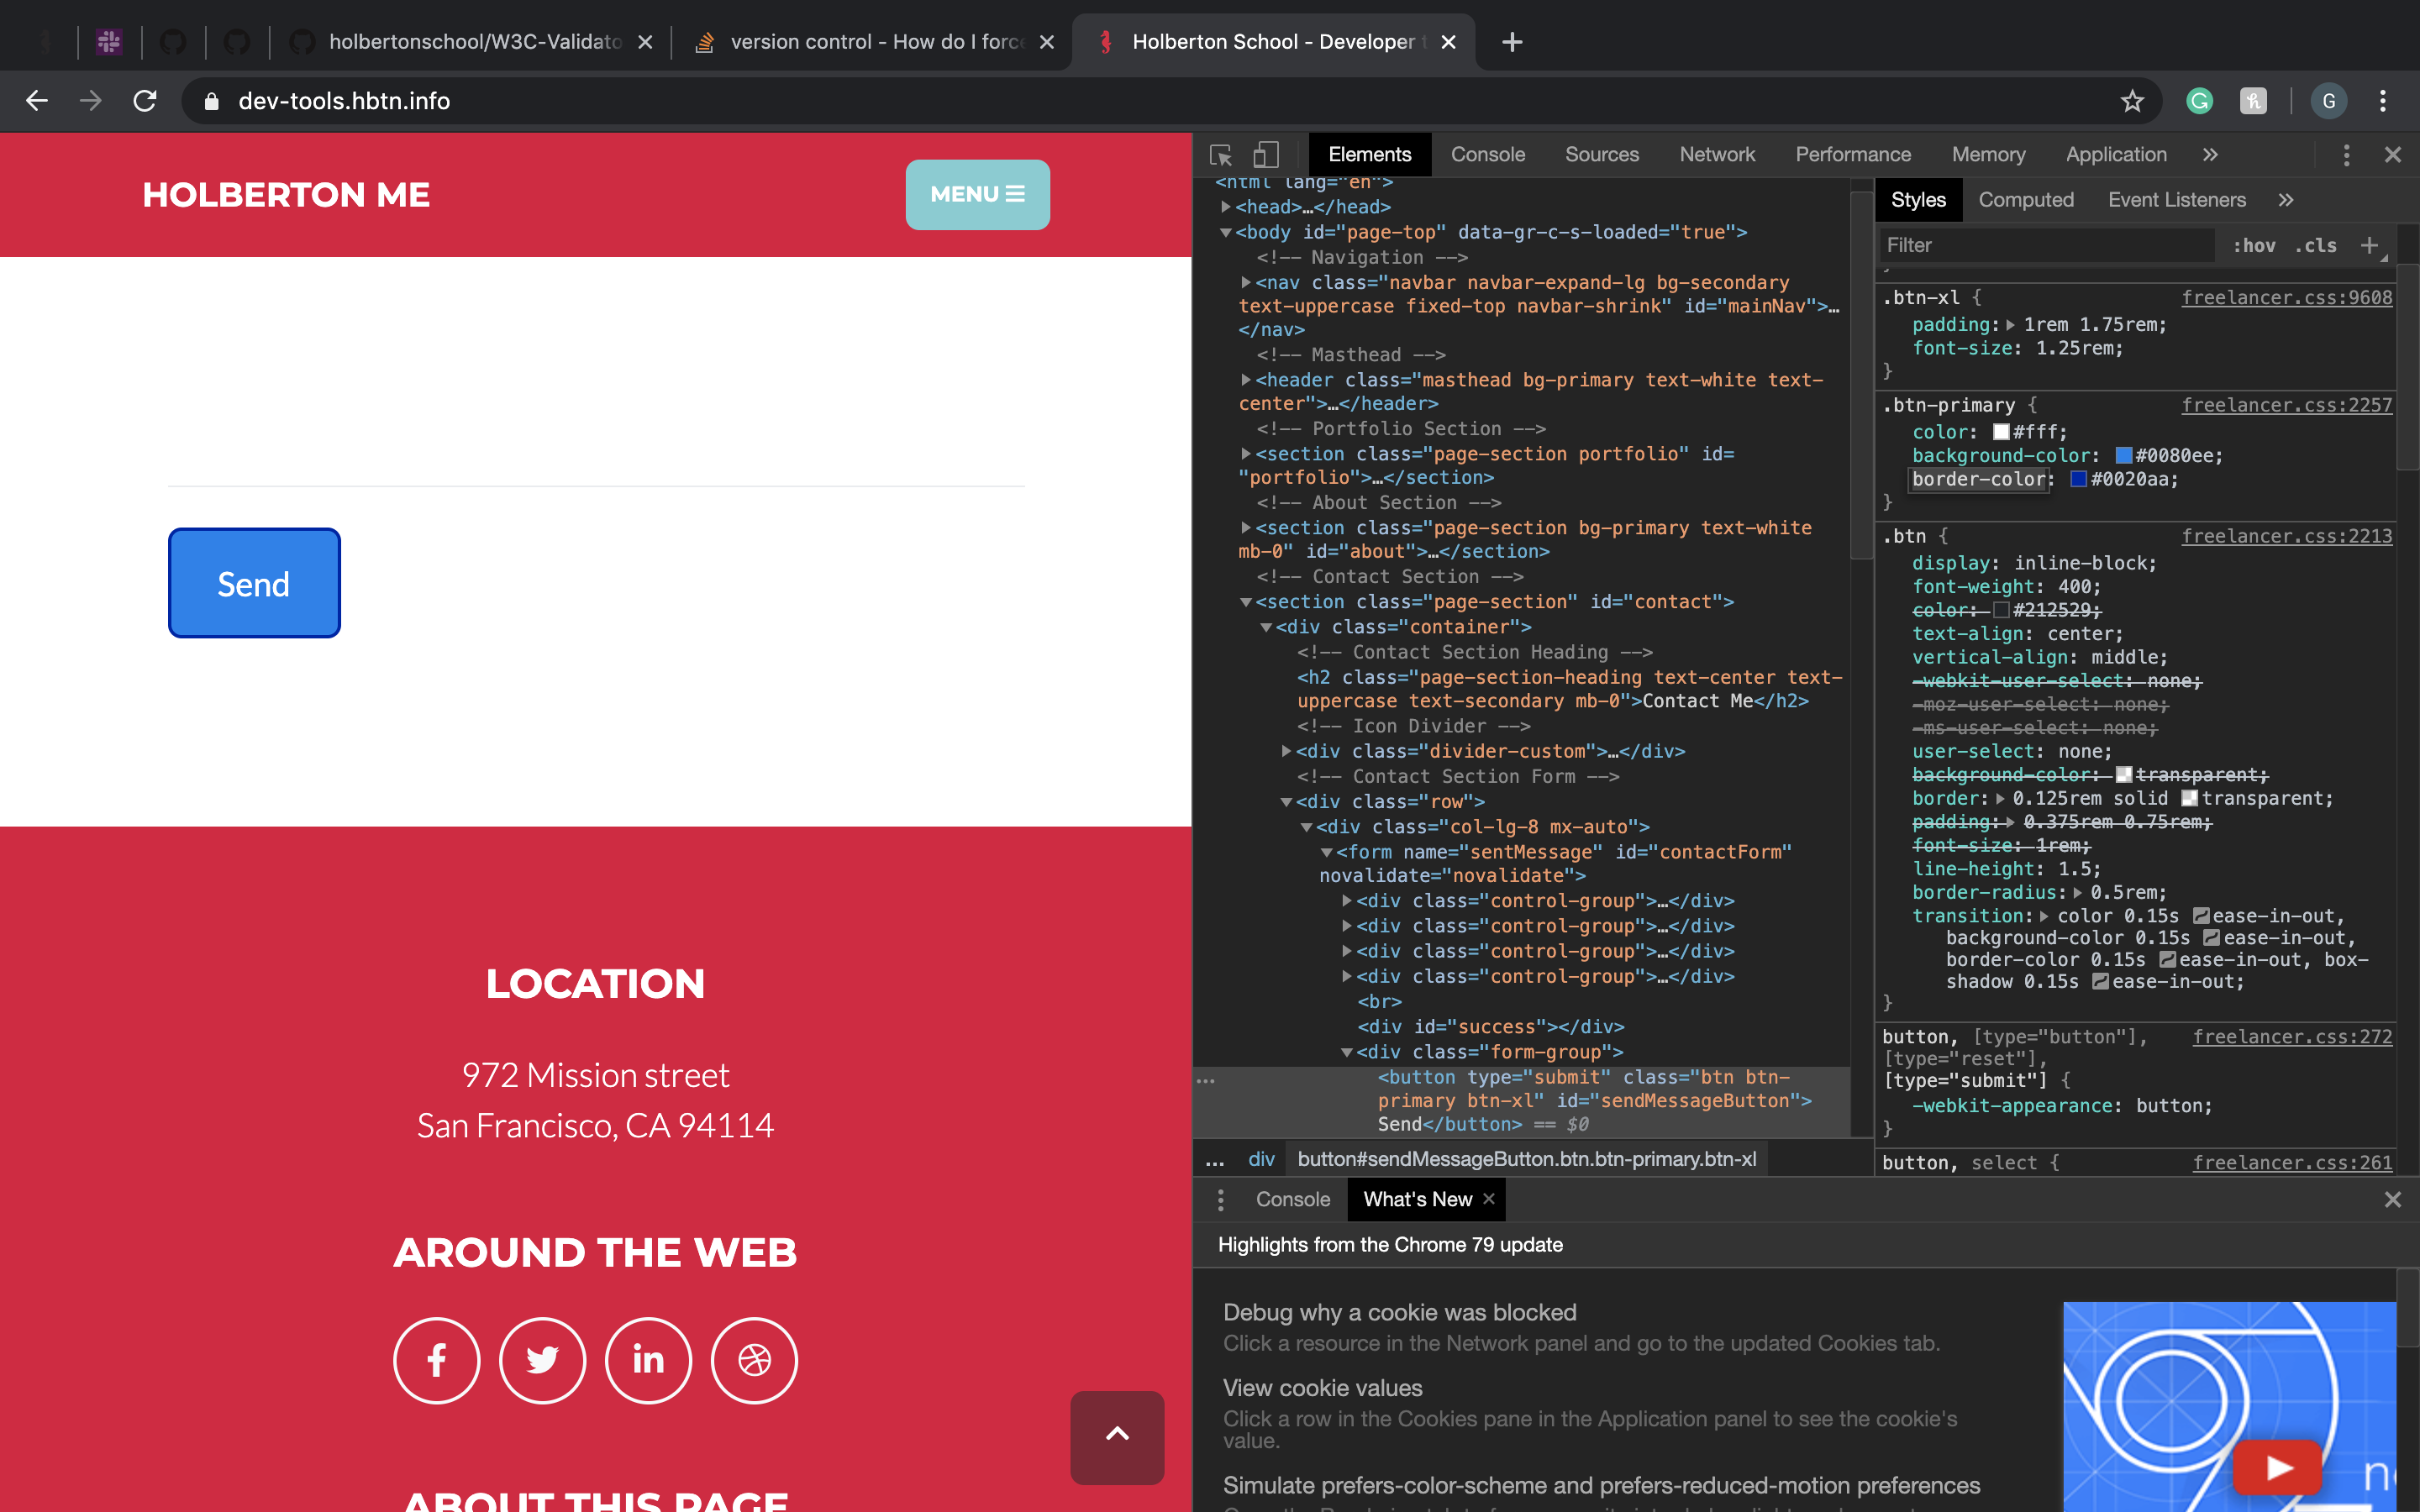 holbertonschool/W3C-Validato
version control - How do I force
Holberton School - Developer t
dev-tools.hbtn.info
G
HOLBERTON ME
MENU
Send
LOCATION
972 Mission street
San Francisco, CA 94114
AROUND THE WEB
ABOUT THIS PAGE
Elements
Console
Sources
Network
Performance
Memory
Application
<html lang="en">
<head>…</head>
<body id="page-top" data-gr-c-s-loaded="true">
<!-- Navigation -->
<nav class="navbar navbar-expand-lg bg-secondary
text-uppercase fixed-top navbar-shrink" id="mainNav">…
</nav>
<!-- Masthead -->
<header class="masthead bg-primary text-white text-
center">…</header>
<!-- Portfolio Section -->
<section class="page-section portfolio" id=
"portfolio">…</section>
<!-- About Section -->
<section class="page-section bg-primary text-white
mb-0" id="about">…</section>
<!-- Contact Section -->
<section class="page-section" id="contact">
<div class="container">
<!-- Contact Section Heading -->
<h2 class="page-section-heading text-center text-
uppercase text-secondary mb-0">Contact Me</h2>
<!-- Icon Divider -->
<div class="divider-custom">…</div>
<!-- Contact Section Form -->
<div class="row">
<div class="col-lg-8 mx-auto">
<form name="sentMessage" id="contactForm"
novalidate="novalidate">
<div class="control-group">…</div>
<div class="control-group">…</div>
<div class="control-group">…</div>
<div class="control-group">…</div>
<br>
<div id="success"></div>
<div class="form-group">
<button type="submit" class="btn btn-
primary btn-xl" id="sendMessageButton">
Send</button> == $0
... div button#sendMessageButton.btn.btn-primary.btn-xl
Styles
Computed
Event Listeners
Filter
:hov .cls +
}
.btn-xl { freelancer.css:9608
padding: 1rem 1.75rem;
font-size: 1.25rem;
}
.btn-primary { freelancer.css:2257
color: #fff;
background-color: #0080ee;
border-color: #0020aa;
}
.btn { freelancer.css:2213
display: inline-block;
font-weight: 400;
color: #212529;
text-align: center;
vertical-align: middle;
-webkit-user-select: none;
-moz-user-select: none;
-ms-user-select: none;
user-select: none;
background-color: transparent;
border: 0.125rem solid transparent;
padding: 0.375rem 0.75rem;
font-size: 1rem;
line-height: 1.5;
border-radius: 0.5rem;
transition: color 0.15s ease-in-out,
background-color 0.15s ease-in-out,
border-color 0.15s ease-in-out, box-
shadow 0.15s ease-in-out;
}
button, [type="button"], freelancer.css:272
[type="reset"],
[type="submit"] {
-webkit-appearance: button;
}
button, select { freelancer.css:261
Console
What's New
Highlights from the Chrome 79 update
Debug why a cookie was blocked
Click a resource in the Network panel and go to the updated Cookies tab.
View cookie values
Click a row in the Cookies pane in the Application panel to see the cookie's
value.
Simulate prefers-color-scheme and prefers-reduced-motion preferences